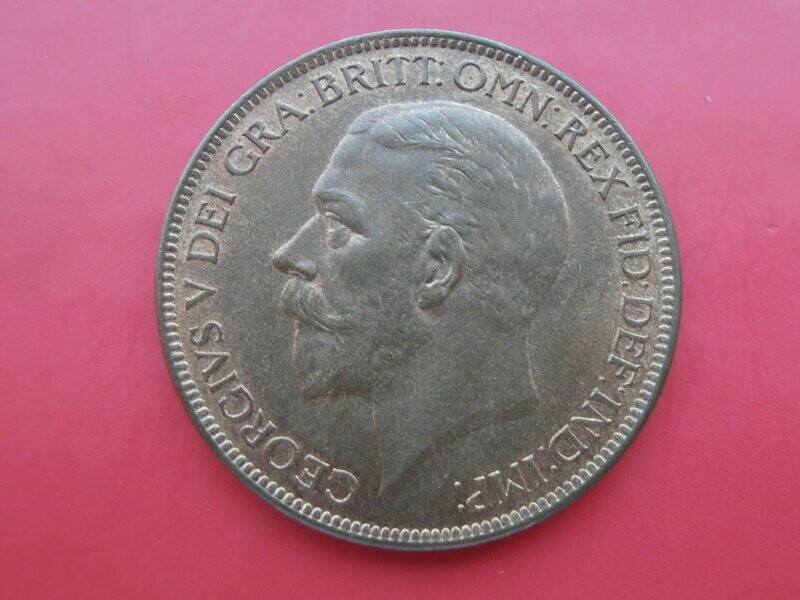 GEORGIVS V DEI GRA: BRITT: OMN: REX FID: DEF: IND: IMP: